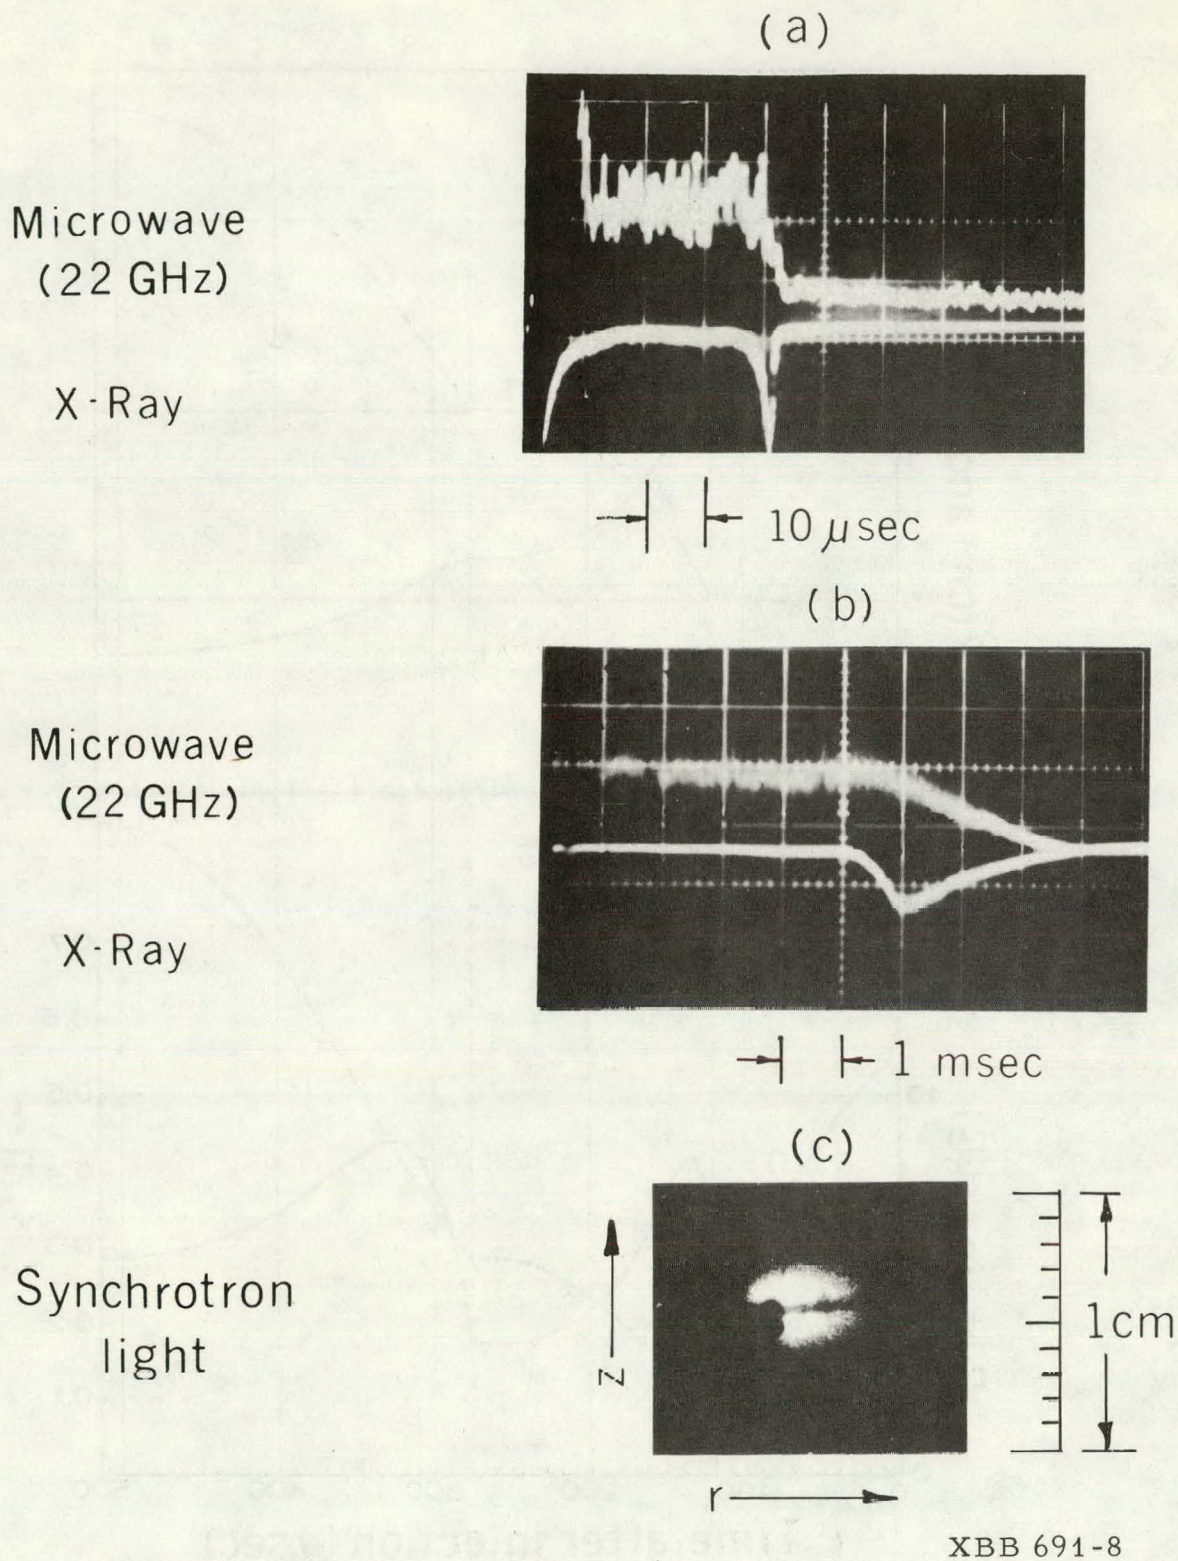 (a)
Microwave
(22 GHz)
X-Ray
10 μsec
(b)
Microwave
(22 GHz)
X-Ray
1 msec
(c)
Synchrotron
light
z
1cm
r
XBB 691-8